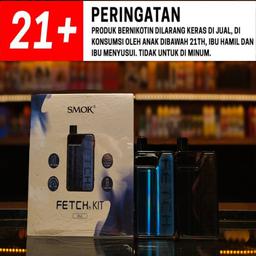 21+
PERINGATAN
PRODUK BERNIKOTIN DILARANG KERAS DI JUAL, DI
KONSUMSI OLEH ANAK DIBAWAH 21TH, IBU HAMIL DAN
IBU MENYUSUI. TIDAK UNTUK DI MINUM.
SMOK
FETCH KIT
FETCH